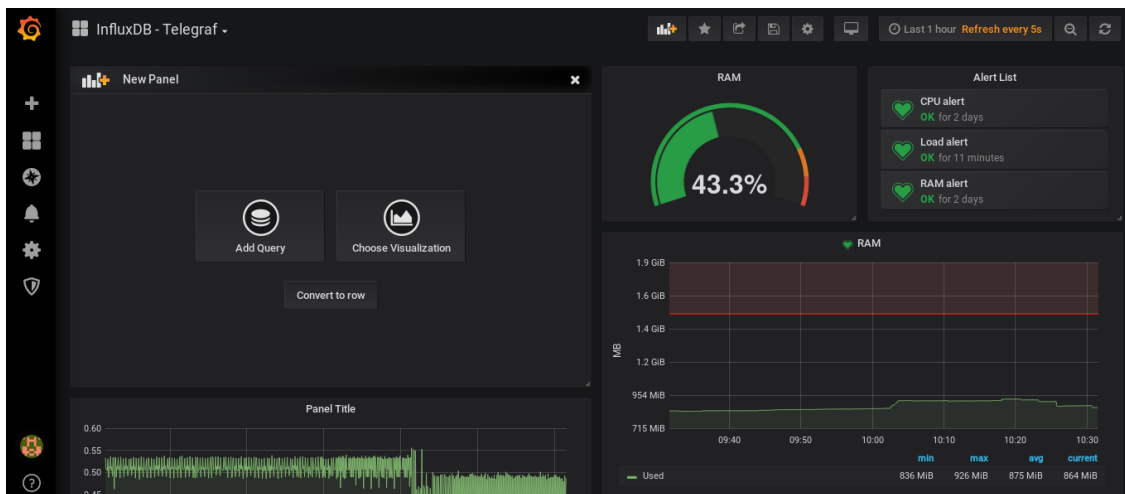 InfluxDB - Telegraf
Last 1 hour Refresh every 5s
New Panel
Add Query
Choose Visualization
Convert to row
RAM
43.3%
Alert List
CPU alert
OK for 2 days
Load alert
OK for 11 minutes
RAM alert
OK for 2 days
RAM
1.9 GiB
1.6 GiB
1.4 GiB
1.2 GiB
954 MiB
715 MiB
MB
09:40 09:50 10:00 10:10 10:20 10:30
min max avg current
Used 836 MiB 926 MiB 875 MiB 864 MiB
Panel Title
0.60
0.55
0.50
0.45